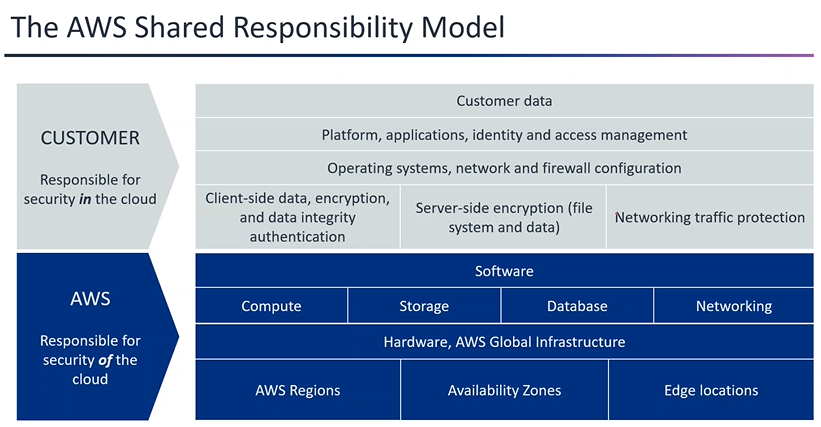 The AWS Shared Responsibility Model
CUSTOMER
Responsible for
security in the cloud
Customer data
Platform, applications, identity and access management
Operating systems, network and firewall configuration
Client-side data, encryption,
and data integrity
authentication
Server-side encryption (file
system and data)
Networking traffic protection
AWS
Responsible for
security of the
cloud
Software
Compute
Storage
Database
Networking
Hardware, AWS Global Infrastructure
AWS Regions
Availability Zones
Edge locations